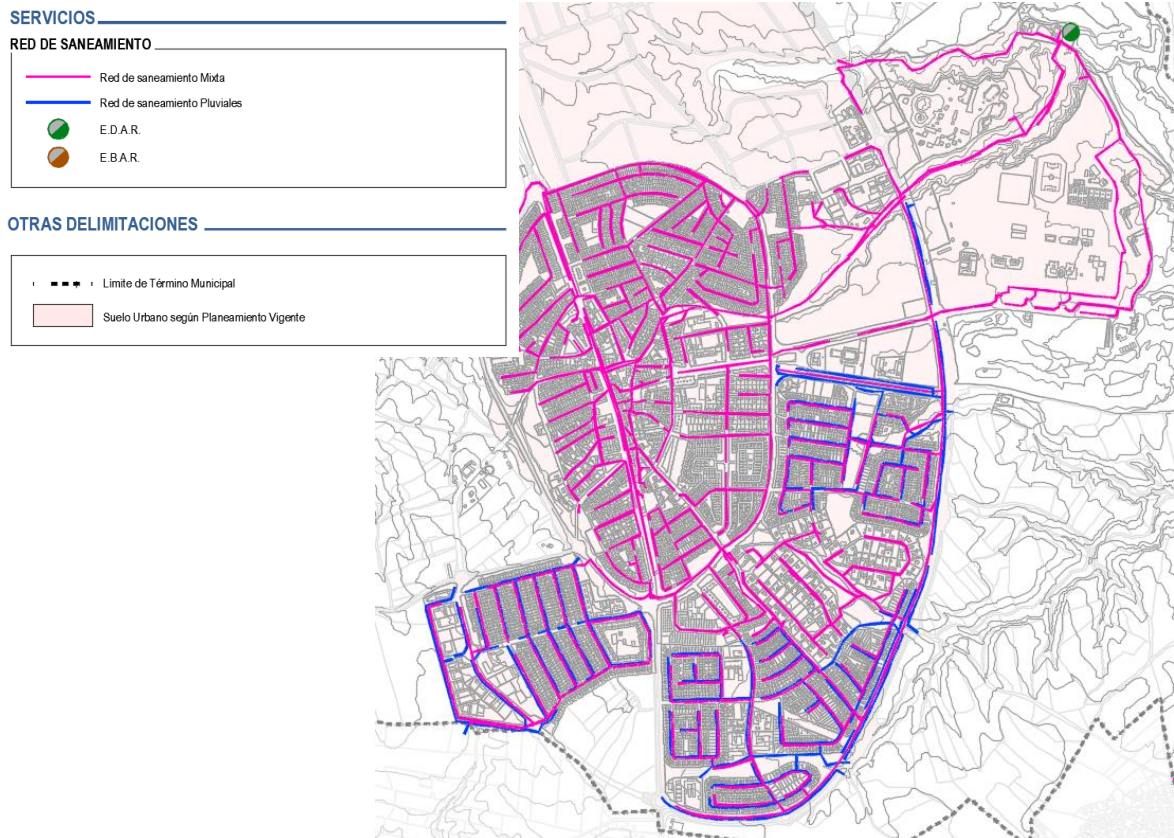 SERVICIOS
RED DE SANEAMIENTO
Red de saneamiento Mixta
Red de saneamiento Pluviales
E.D.A.R.
E.B.A.R.
OTRAS DELIMITACIONES
Límite de Término Municipal
Suelo Urbano según Planeamiento Vigente